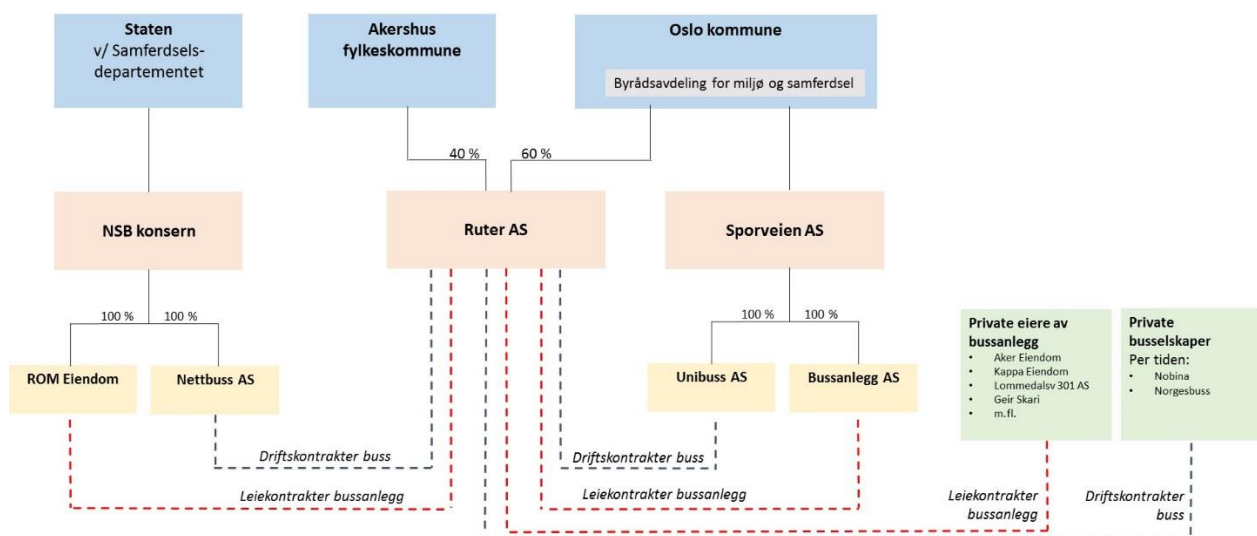 Staten
v/ Samferdsels-
departementet
Akershus
fylkeskommune
Oslo kommune
Byrådsavdeling for miljø og samferdsel
40 %
60 %
NSB konsern
Ruter AS
Sporveien AS
100 %
100 %
100 %
100 %
ROM Eiendom
Nettbuss AS
Unibuss AS
Bussanlegg AS
Private eiere av
bussanlegg
• Aker Eiendom
• Kappa Eiendom
• Lommedalsv 301 AS
• Geir Skari
• m.fl.
Private
busselskaper
Per tiden:
• Nobina
• Norgesbuss
Driftskontrakter buss
Driftskontrakter buss
Leiekontrakter bussanlegg
Leiekontrakter bussanlegg
Leiekontrakter
bussanlegg
Driftskontrakter
buss